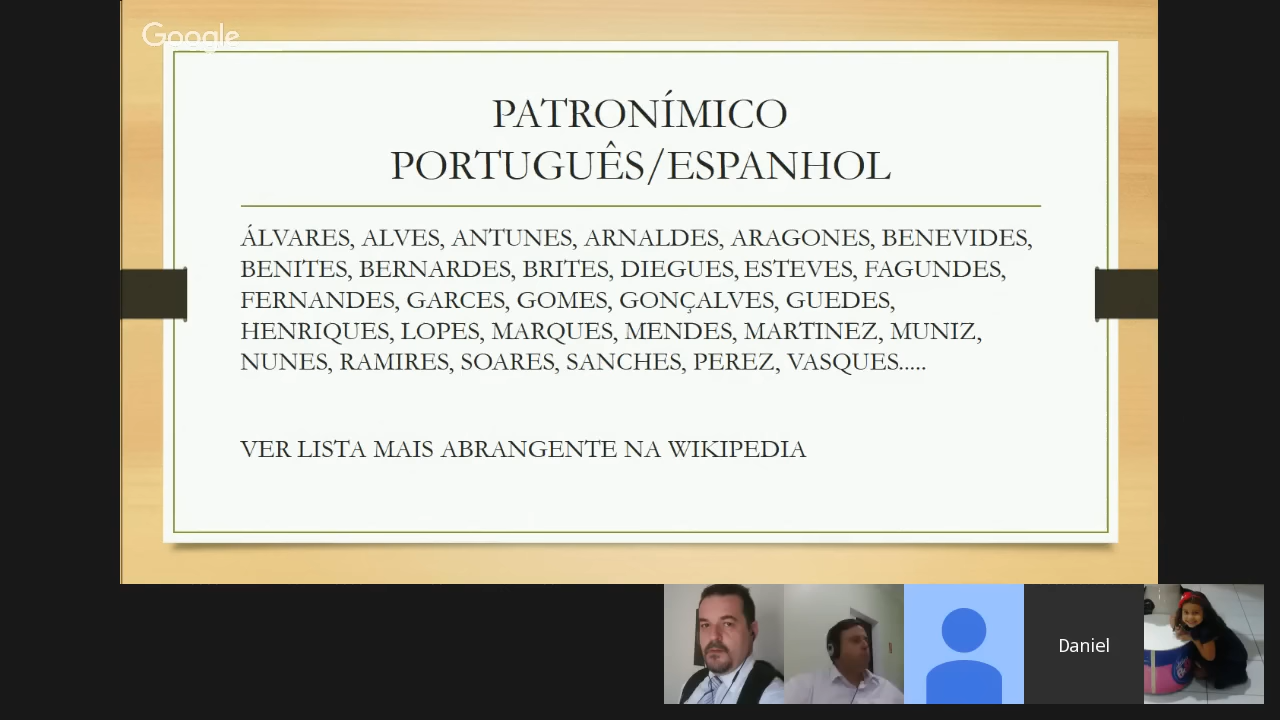 Google
PATRONÍMICO
PORTUGUÊS/ESPANHOL
ÁLVARES, ALVES, ANTUNES, ARNALDES, ARAGONES, BENEVIDES,
BENITES, BERNARDES, BRITES, DIEGUES, ESTEVES, FAGUNDES,
FERNANDES, GARCES, GOMES, GONÇALVES, GUEDES,
HENRIQUES, LOPES, MARQUES, MENDES, MARTINEZ, MUNIZ,
NUNES, RAMIRES, SOARES, SANCHES, PEREZ, VASQUES.....
VER LISTA MAIS ABRANGENTE NA WIKIPEDIA
Daniel